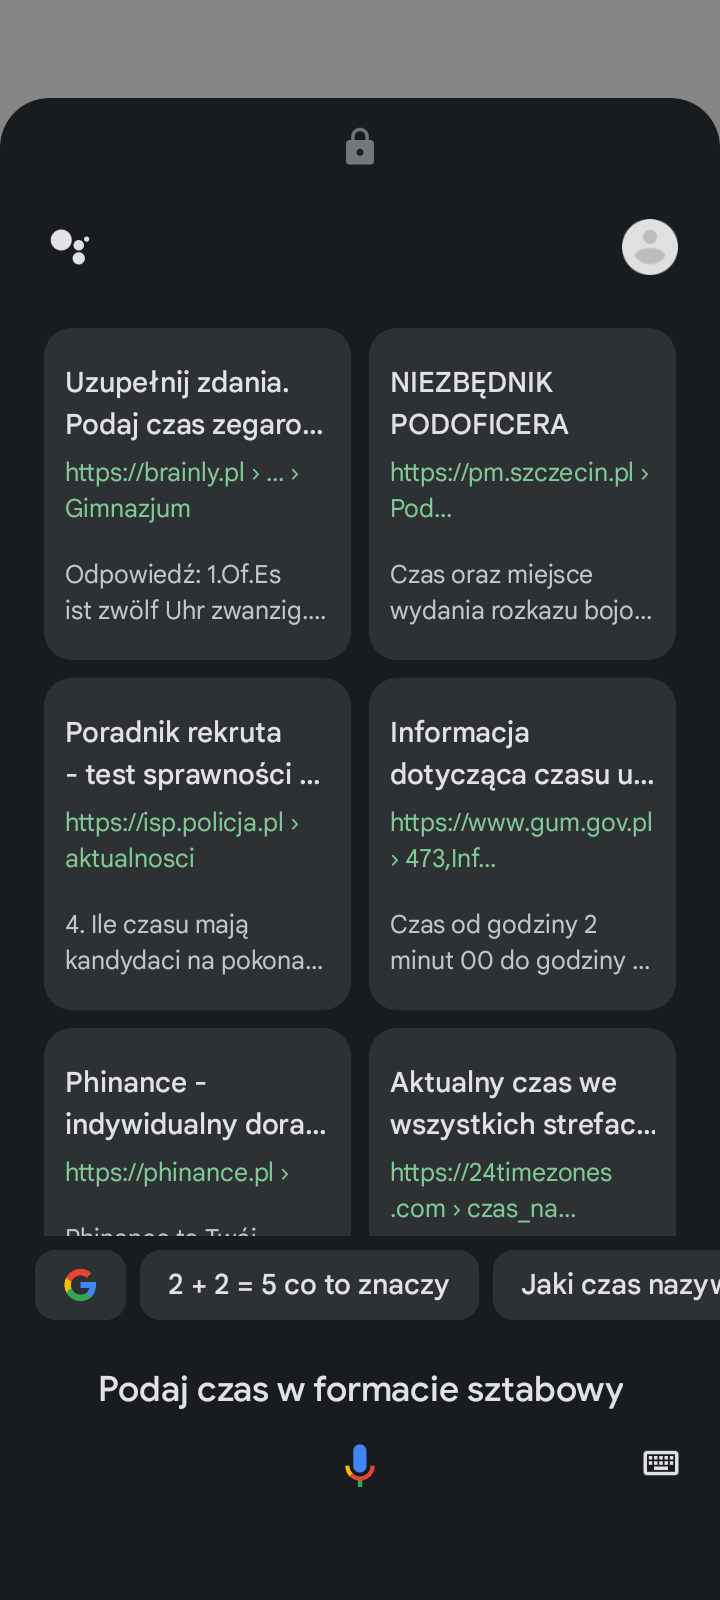 Uzupełnij zdania.
Podaj czas zegaro...
https://brainly.pl › ... ›
Gimnazjum
Odpowiedź: 1.Of.Es
ist zwölf Uhr zwanzig....
NIEZBĘDNIK
PODOFICERA
https://pm.szczecin.pl ›
Pod...
Czas oraz miejsce
wydania rozkazu bojo...
Poradnik rekruta
- test sprawności ...
https://isp.policja.pl ›
aktualnosci
4. Ile czasu mają
kandydaci na pokona...
Informacja
dotycząca czasu u...
https://www.gum.gov.pl
› 473,Inf...
Czas od godziny 2
minut 00 do godziny ...
Phinance -
indywidualny dora...
https://phinance.pl ›
Phinance to Twój
Aktualny czas we
wszystkich strefac...
https://24timezones
.com › czas_na...
2 + 2 = 5 co to znaczy
Jaki czas nazyw
Podaj czas w formacie sztabowy